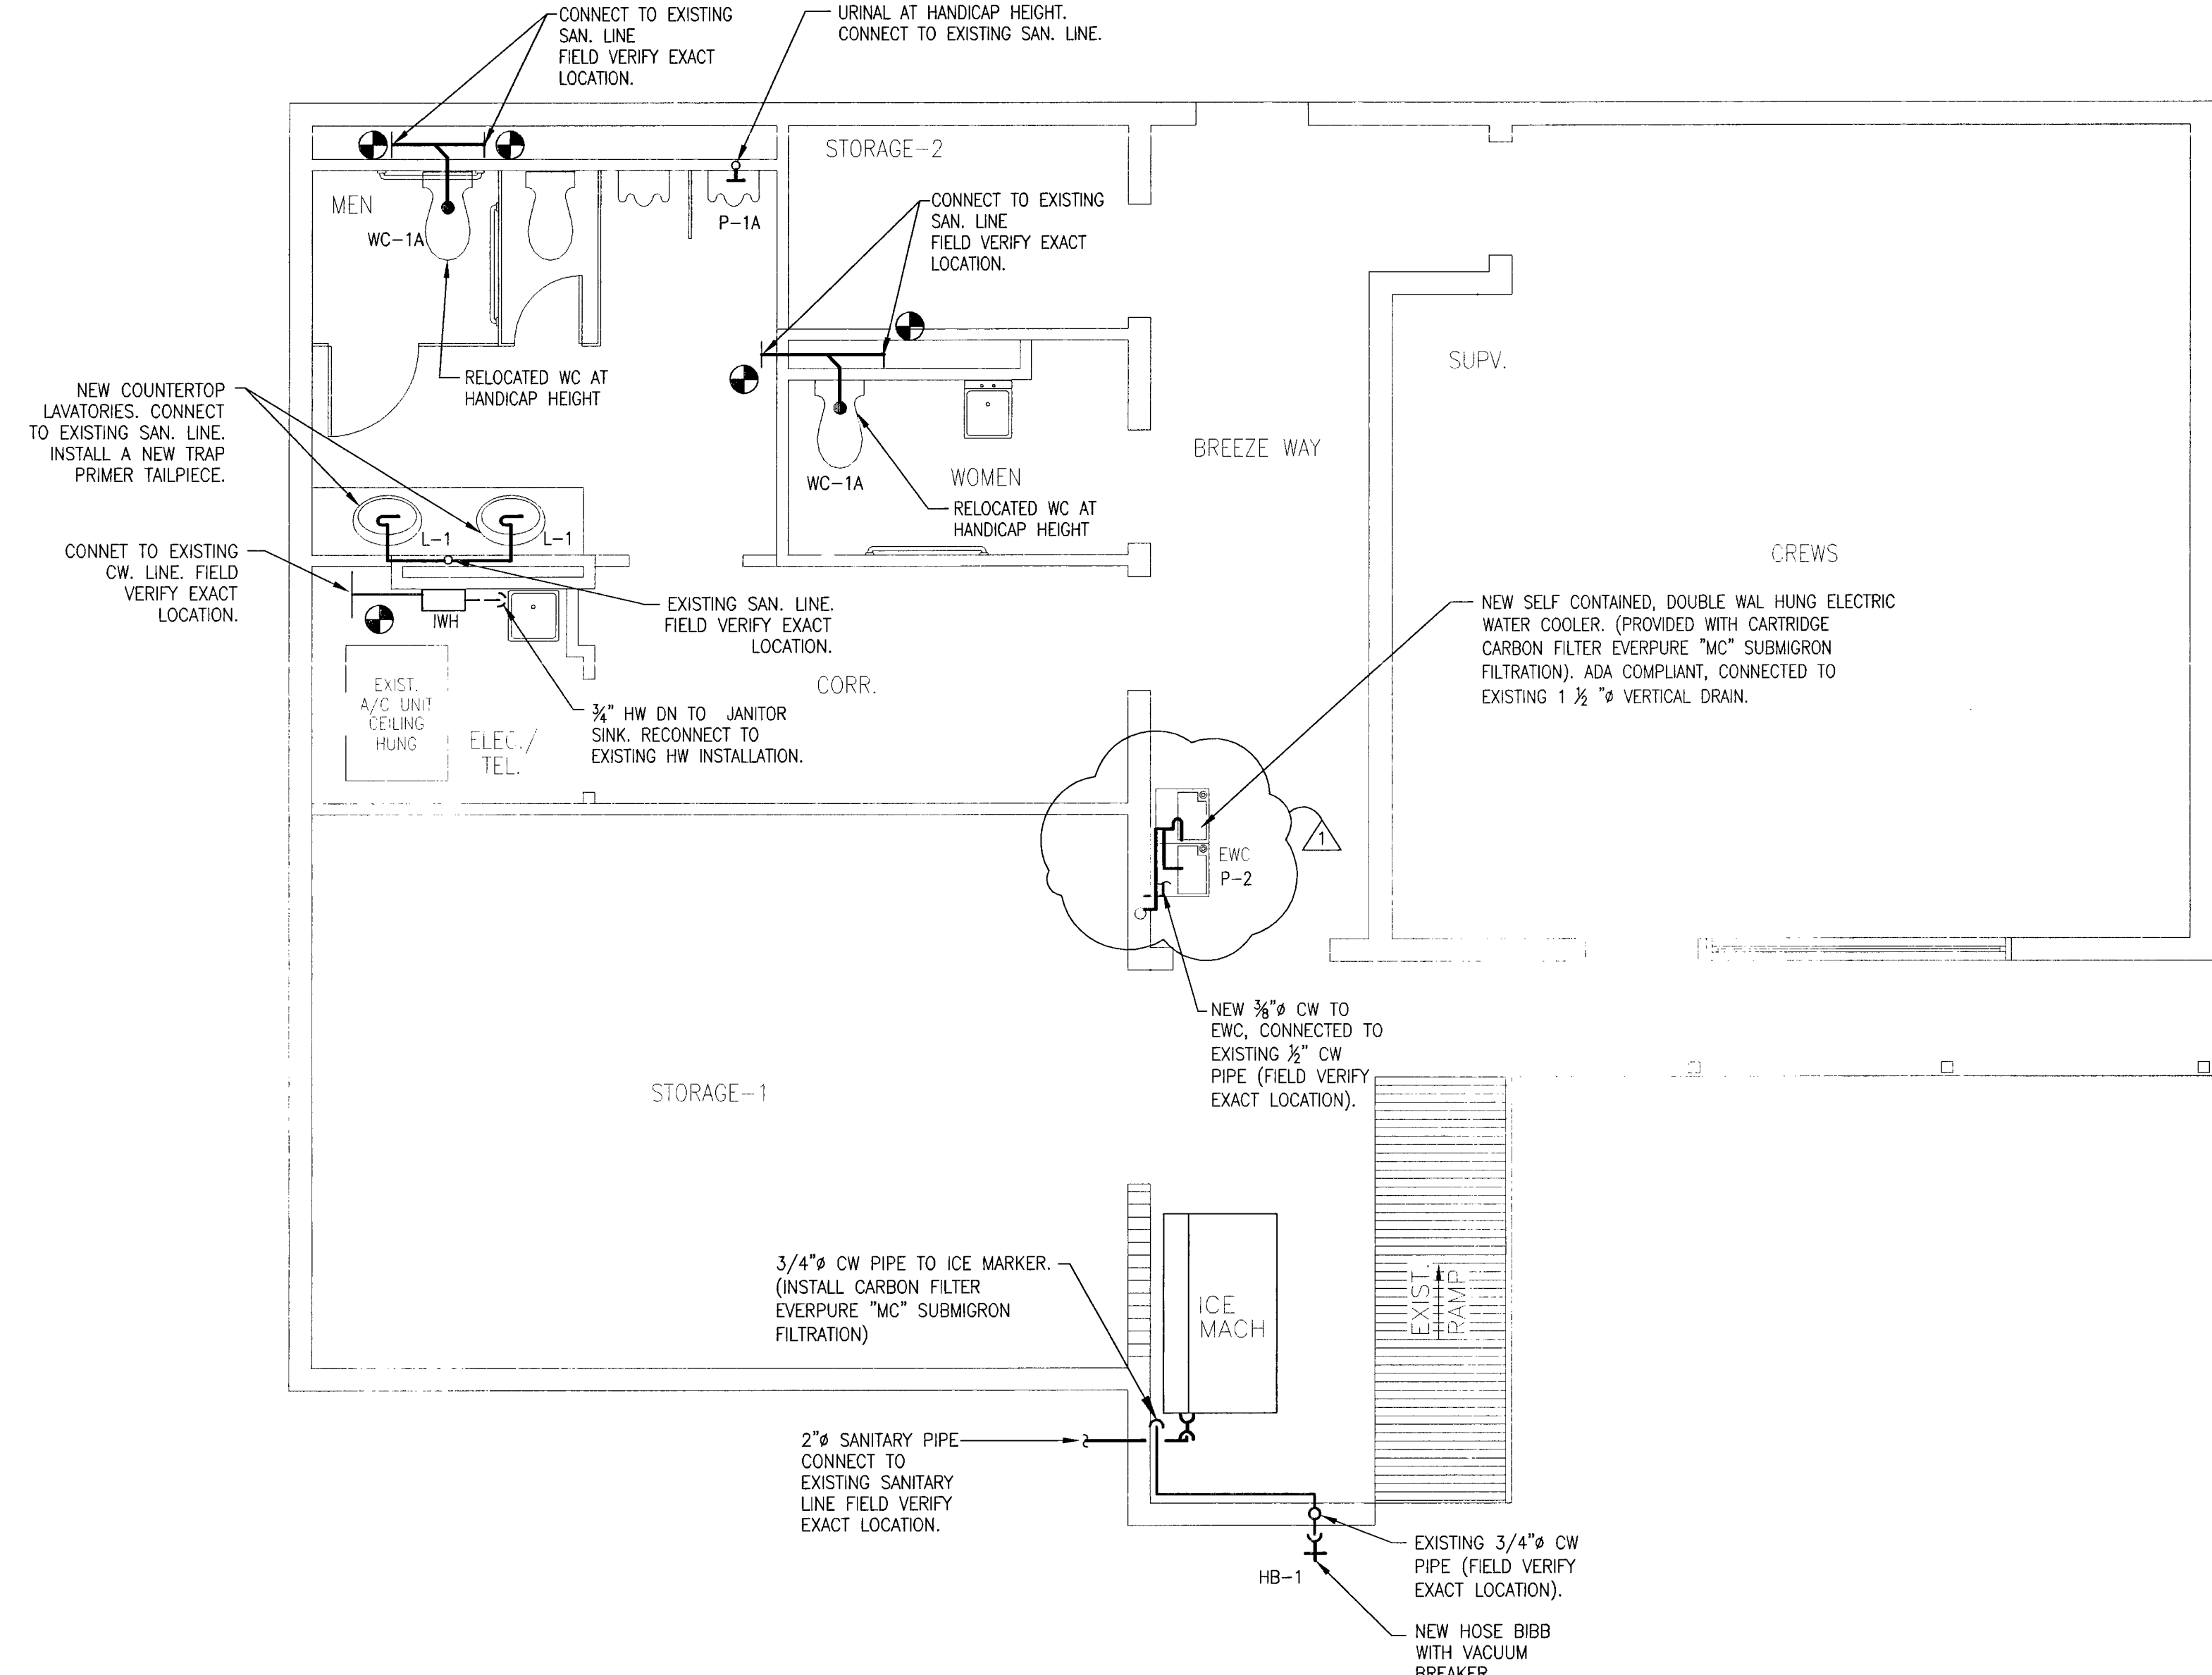 CONNECT TO EXISTING
SAN. LINE
FIELD VERIFY EXACT
LOCATION.
URINAL AT HANDICAP HEIGHT.
CONNECT TO EXISTING SAN. LINE.
STORAGE-2
MEN
WC-1A
P-1A
CONNECT TO EXISTING
SAN. LINE
FIELD VERIFY EXACT
LOCATION.
SUPV.
RELOCATED WC AT
HANDICAP HEIGHT
NEW COUNTERTOP
LAVATORIES. CONNECT
TO EXISTING SAN. LINE.
INSTALL A NEW TRAP
PRIMER TAILPIECE.
BREEZE WAY
WOMEN
WC-1A
RELOCATED WC AT
HANDICAP HEIGHT
L-1
L-1
CONNET TO EXISTING
CW. LINE. FIELD
VERIFY EXACT
LOCATION.
CREWS
IWH
EXISTING SAN. LINE.
FIELD VERIFY EXACT
LOCATION.
NEW SELF CONTAINED, DOUBLE WAL HUNG ELECTRIC
WATER COOLER. (PROVIDED WITH CARTRIDGE
CARBON FILTER EVERPURE "MC" SUBMIGRON
FILTRATION). ADA COMPLIANT, CONNECTED TO
EXISTING 1 ½ "ø VERTICAL DRAIN.
EXIST.
A/C UNIT
CEILING
HUNG
CORR.
ELEC./
TEL.
¾" HW DN TO JANITOR
SINK. RECONNECT TO
EXISTING HW INSTALLATION.
1
EWC
P-2
NEW ⅜"ø CW TO
EWC, CONNECTED TO
EXISTING ½" CW
PIPE (FIELD VERIFY
EXACT LOCATION).
STORAGE-1
3/4"ø CW PIPE TO ICE MARKER.
(INSTALL CARBON FILTER
EVERPURE "MC" SUBMIGRON
FILTRATION)
ICE
MACH
EXIST.
RAMP
2"ø SANITARY PIPE
CONNECT TO
EXISTING SANITARY
LINE FIELD VERIFY
EXACT LOCATION.
EXISTING 3/4"ø CW
PIPE (FIELD VERIFY
EXACT LOCATION).
HB-1
NEW HOSE BIBB
WITH VACUUM
BREAKER